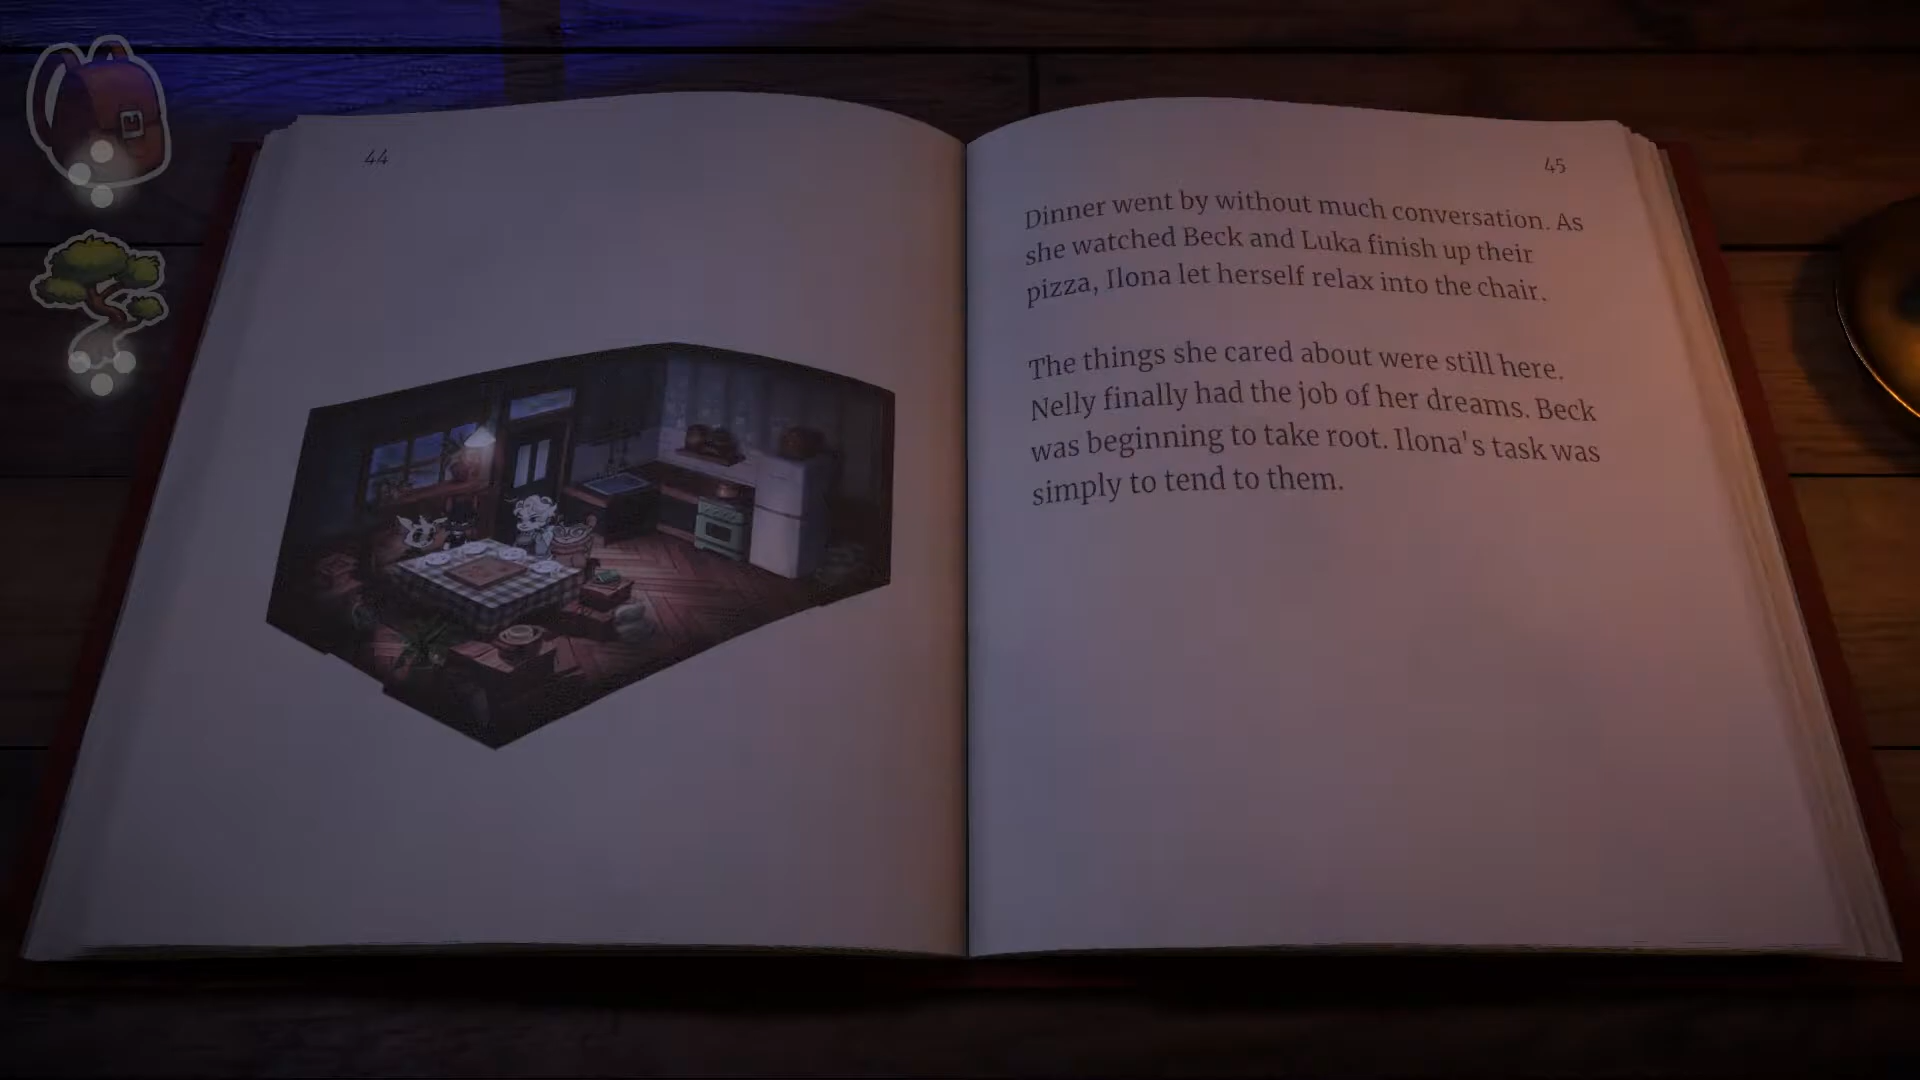 44
45
Dinner went by without much conversation. As
she watched Beck and Luka finish up their
pizza, Ilona let herself relax into the chair.
The things she cared about were still here.
Nelly finally had the job of her dreams. Beck
was beginning to take root. Ilona's task was
simply to tend to them.